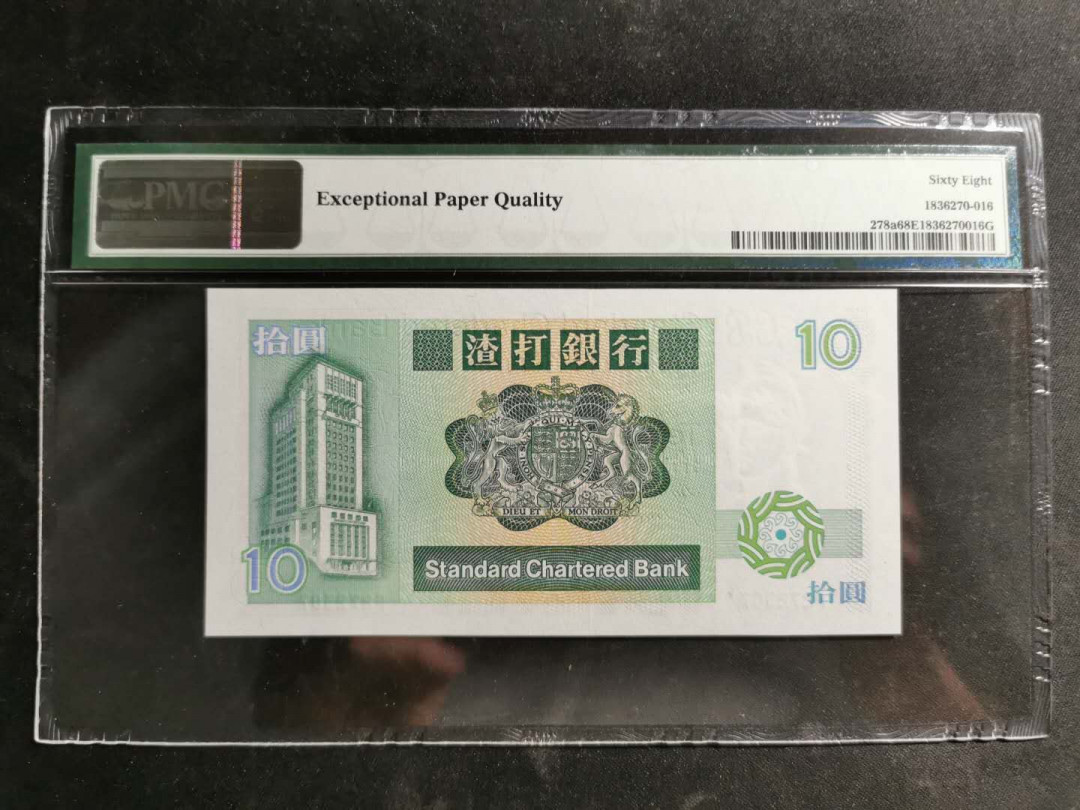 PMG
Exceptional Paper Quality
Sixty Eight
1836270-016
278a68E1836270016G
拾圓
渣打銀行
10
DIEU ET MON DROIT
10
Standard Chartered Bank
拾圓